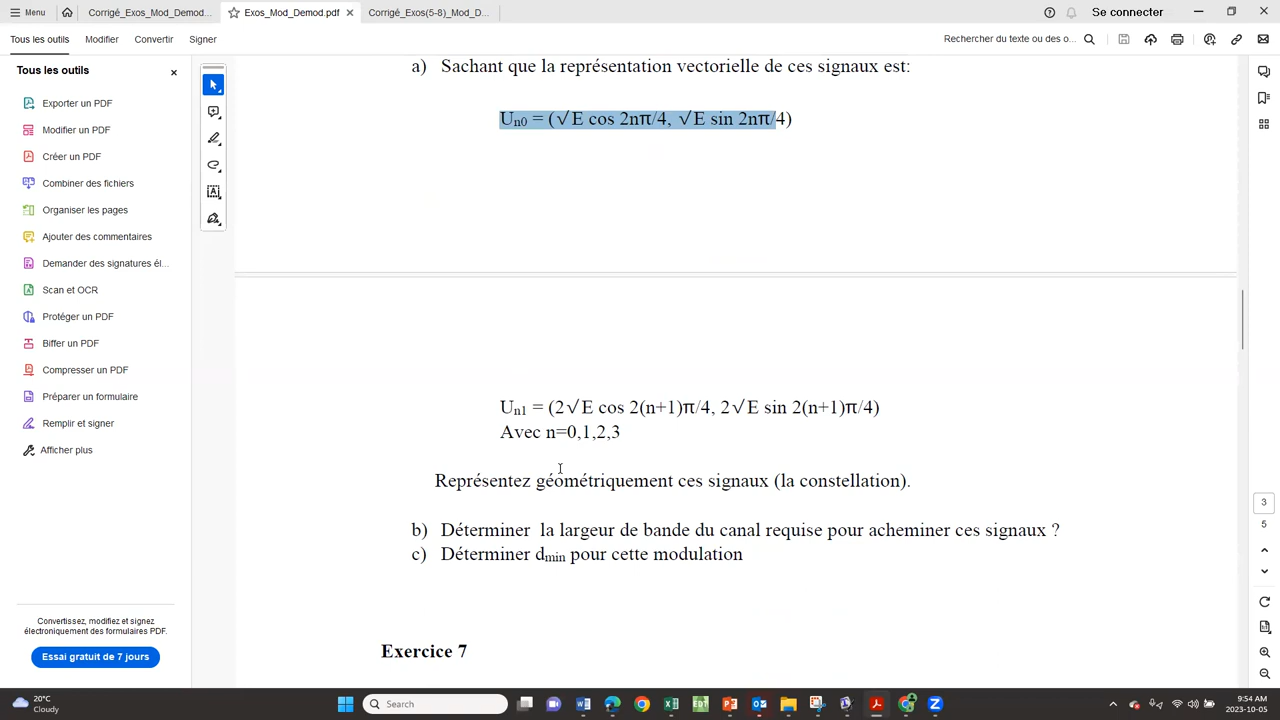 Menu
Corrigé_Exos_Mod_Demod...
Exos_Mod_Demod.pdf
Corrigé_Exos(5-8)_Mod_D...
Se connecter
Tous les outils
Modifier
Convertir
Signer
Rechercher du texte ou des o...
Tous les outils
Exporter un PDF
Modifier un PDF
Créer un PDF
Combiner des fichiers
Organiser les pages
Ajouter des commentaires
Demander des signatures él...
Scan et OCR
Protéger un PDF
Biffer un PDF
Compresser un PDF
Préparer un formulaire
Remplir et signer
Afficher plus
Convertissez, modifiez et signez
électroniquement des formulaires PDF.
Essai gratuit de 7 jours
a) Sachant que la représentation vectorielle de ces signaux est:
Un0 = (√E cos 2nπ/4, √E sin 2nπ/4)
Un1 = (2√E cos 2(n+1)π/4, 2√E sin 2(n+1)π/4)
Avec n=0,1,2,3
Représentez géométriquement ces signaux (la constellation).
b) Déterminer la largeur de bande du canal requise pour acheminer ces signaux ?
c) Déterminer dmin pour cette modulation
Exercice 7
3
5
20°C
Cloudy
Search
9:54 AM
2023-10-05